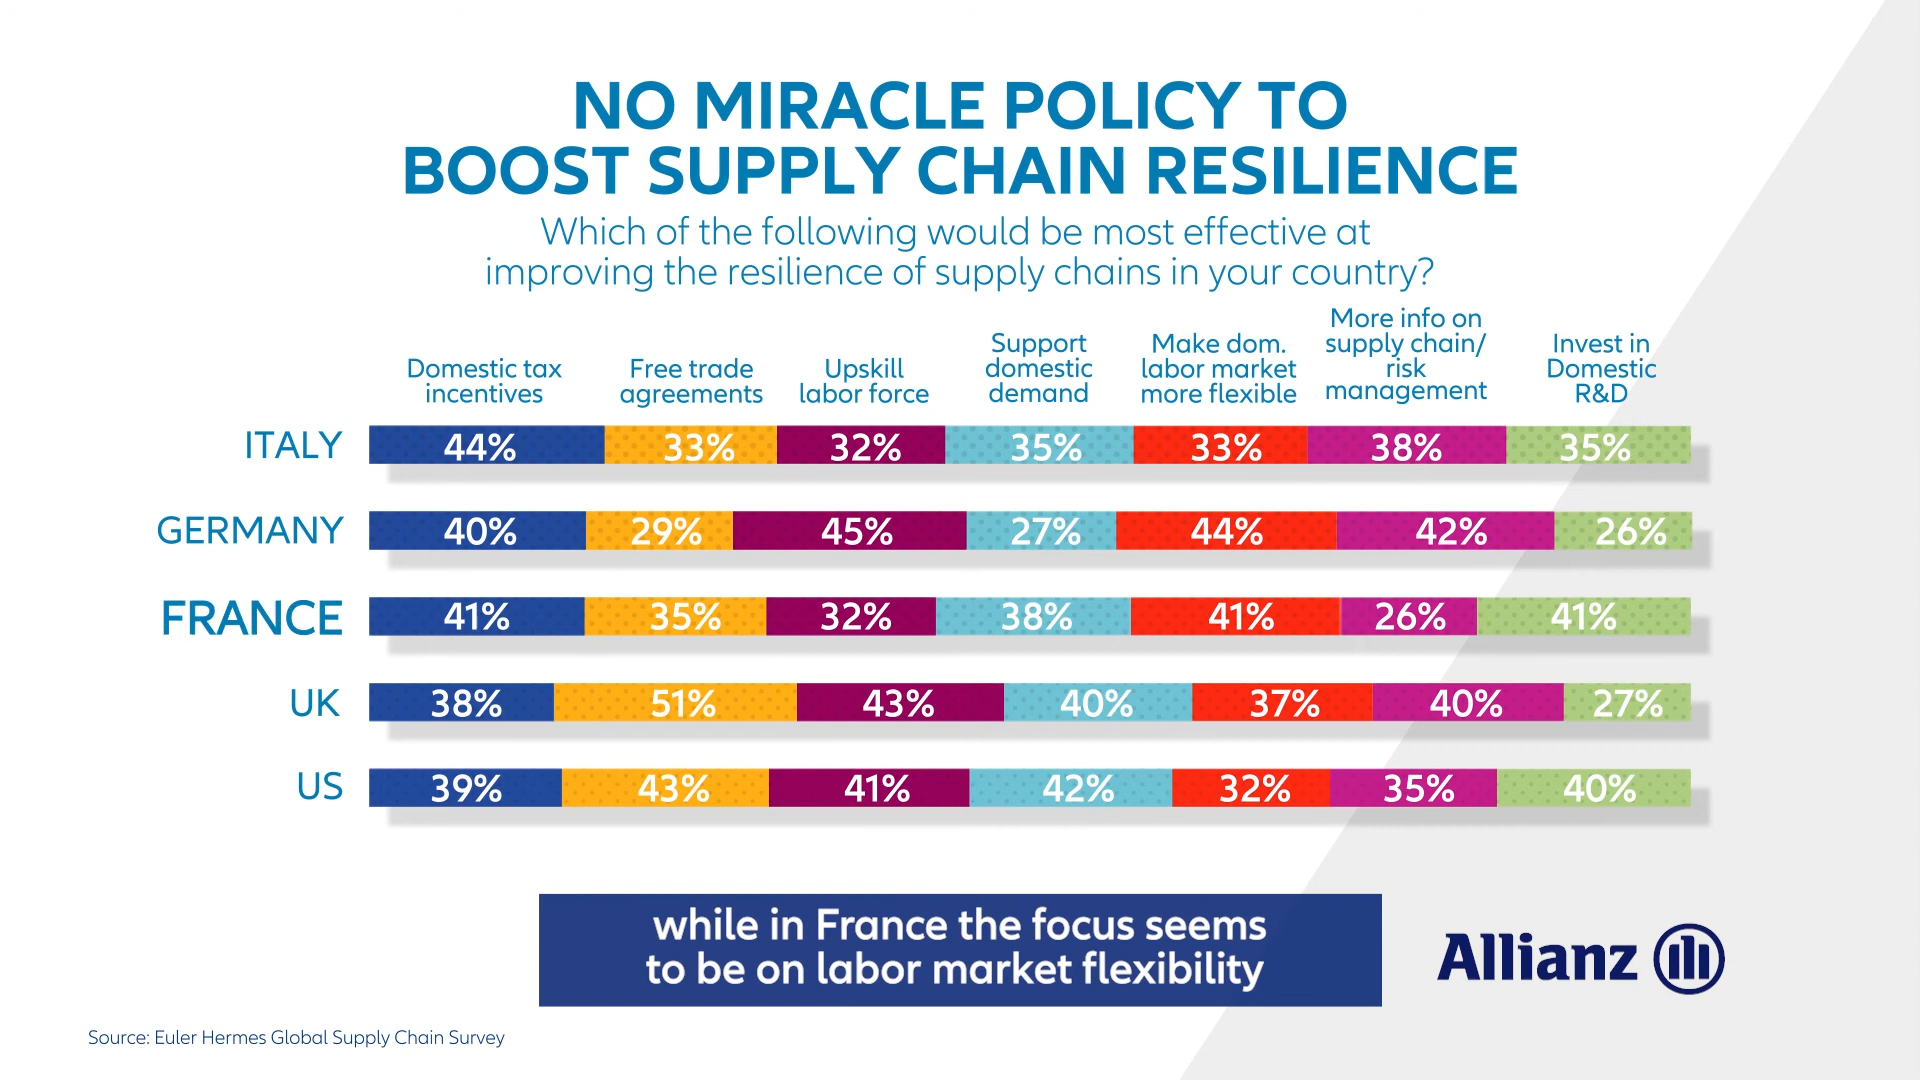 NO MIRACLE POLICY TO
BOOST SUPPLY CHAIN RESILIENCE
Which of the following would be most effective at
improving the resilience of supply chains in your country?
Domestic tax
incentives
Free trade
agreements
Upskill
labor force
Support
domestic
demand
Make dom.
labor market
more flexible
More info on
supply chain/
risk
management
Invest in
Domestic
R&D
ITALY 44% 33% 32% 35% 33% 38% 35%
GERMANY 40% 29% 45% 27% 44% 42% 26%
FRANCE 41% 35% 32% 38% 41% 26% 41%
UK 38% 51% 43% 40% 37% 40% 27%
US 39% 43% 41% 42% 32% 35% 40%
while in France the focus seems
to be on labor market flexibility
Allianz
Source: Euler Hermes Global Supply Chain Survey